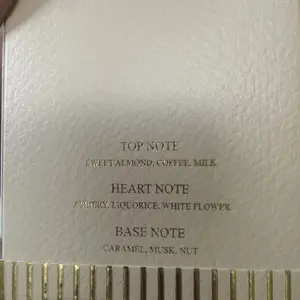 TOP NOTE
SWEET ALMOND, COFFEE, MILK
HEART NOTE
LIQUORICE, WHITE FLOWER
BASE NOTE
CARAMEL, MUSK, NUT